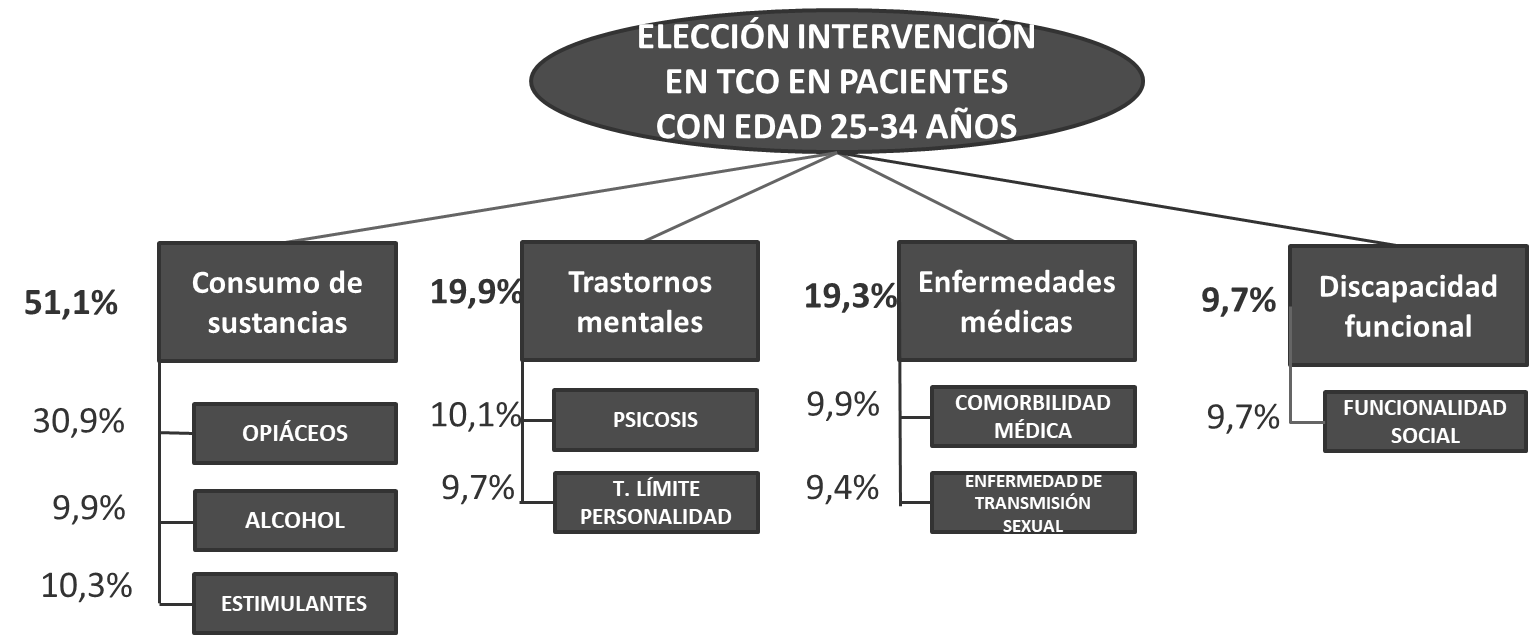 ELECCIÓN INTERVENCIÓN
EN TCO EN PACIENTES
CON EDAD 25-34 AÑOS
51,1%
Consumo de
sustancias
30,9%
OPIÁCEOS
9,9%
ALCOHOL
10,3%
ESTIMULANTES
19,9%
Trastornos
mentales
10,1%
PSICOSIS
9,7%
T. LÍMITE
PERSONALIDAD
19,3%
Enfermedades
médicas
9,9%
COMORBILIDAD
MÉDICA
9,4%
ENFERMEDAD DE
TRANSMISIÓN
SEXUAL
9,7%
Discapacidad
funcional
9,7%
FUNCIONALIDAD
SOCIAL